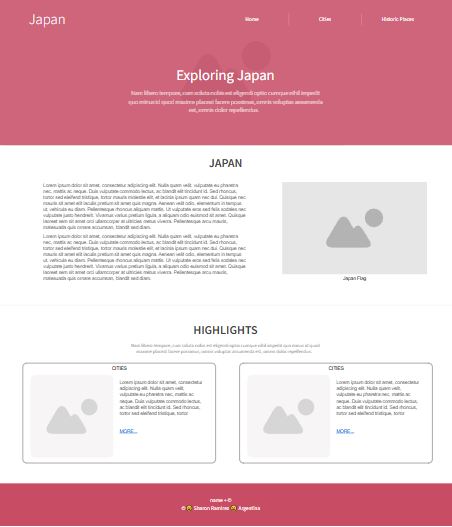 Japan
Home
Cities
Historic Places
Exploring Japan
Nam libero tempore, cum soluta nobis est eligendi optio cumque nihil impedit
quo minus id quod maxime placeat facere possimus, omnis voluptas assumenda
est, omnis dolor repellendus.
JAPAN
Lorem ipsum dolor sit amet, consectetur adipiscing elit. Nulla quam velit, vulputate eu pharetra
nec, mattis ac neque. Duis vulputate commodo lectus, ac blandit elit tincidunt id. Sed rhoncus,
tortor sed eleifend tristique, tortor mauris molestie elit, et lacinia ipsum quam nec dui. Quisque nec
mauris sit amet elit iaculis pretium sit amet quis magna. Aenean velit odio, elementum in tempus
ut, vehicula eu diam. Pellentesque rhoncus aliquam mattis. Ut vulputate eros sed felis sodales nec
vulputate justo hendrerit. Vivamus varius pretium ligula, a aliquam odio euismod sit amet. Quisque
laoreet sem sit amet orci ullamcorper at ultricies metus viverra. Pellentesque arcu mauris,
malesuada quis ornare accumsan, blandit sed diam.
Lorem ipsum dolor sit amet, consectetur adipiscing elit. Nulla quam velit, vulputate eu pharetra
nec, mattis ac neque. Duis vulputate commodo lectus, ac blandit elit tincidunt id. Sed rhoncus,
tortor sed eleifend tristique, tortor mauris molestie elit, et lacinia ipsum quam nec dui. Quisque nec
mauris sit amet elit iaculis pretium sit amet quis magna. Aenean velit odio, elementum in tempus
ut, vehicula eu diam. Pellentesque rhoncus aliquam mattis. Ut vulputate eros sed felis sodales nec
vulputate justo hendrerit. Vivamus varius pretium ligula, a aliquam odio euismod sit amet. Quisque
laoreet sem sit amet orci ullamcorper at ultricies metus viverra. Pellentesque arcu mauris,
malesuada quis ornare accumsan, blandit sed diam.
Japan Flag
HIGHLIGHTS
Nam libero tempore, cum soluta nobis est eligendi optio cumque nihil impedit quo minus id quod
maxime placeat facere possimus, omnis voluptas assumenda est, omnis dolor repellendus.
CITIES
Lorem ipsum dolor sit amet, consectetur
adipiscing elit. Nulla quam velit,
vulputate eu pharetra nec, mattis ac
neque. Duis vulputate commodo lectus,
ac blandit elit tincidunt id. Sed rhoncus,
tortor sed eleifend tristique, tortor
MORE...
CITIES
Lorem ipsum dolor sit amet, consectetur
adipiscing elit. Nulla quam velit,
vulputate eu pharetra nec, mattis ac
neque. Duis vulputate commodo lectus,
ac blandit elit tincidunt id. Sed rhoncus,
tortor sed eleifend tristique, tortor
MORE...
name + ©
© 😀 Sharon Ramirez 😀 Argentina